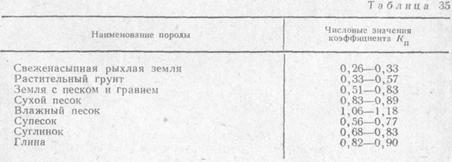 Таблица 35
Наименование породы
Числовые значения
коэффициента Кп
Свеженасыпная рыхлая земля 0,26—0,33
Растительный грунт 0,33—0,57
Земля с песком и гравием 0,51—0,83
Сухой песок 0,83—0,89
Влажный песок 1,06—1,18
Супесок 0,56—0,77
Суглинок 0,68—0,83
Глина 0,82—0,90